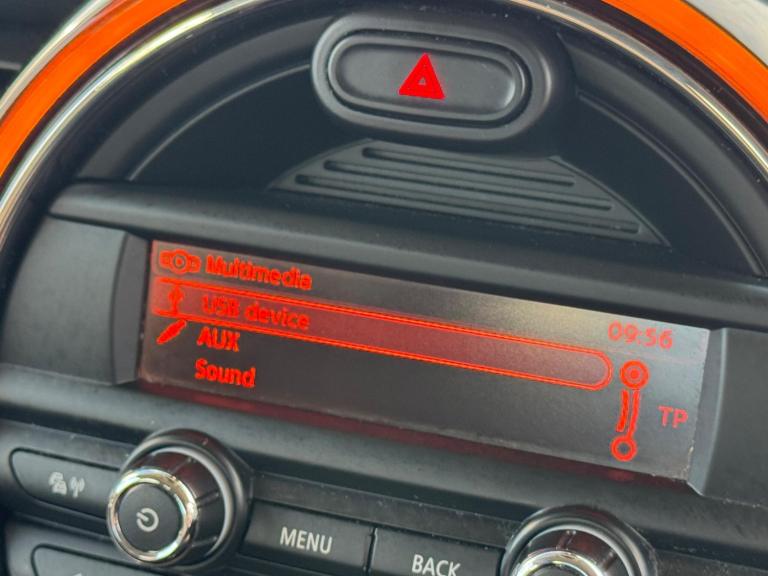 Multimedia
USB device
09:56
AUX
Sound
TP
MENU
BACK